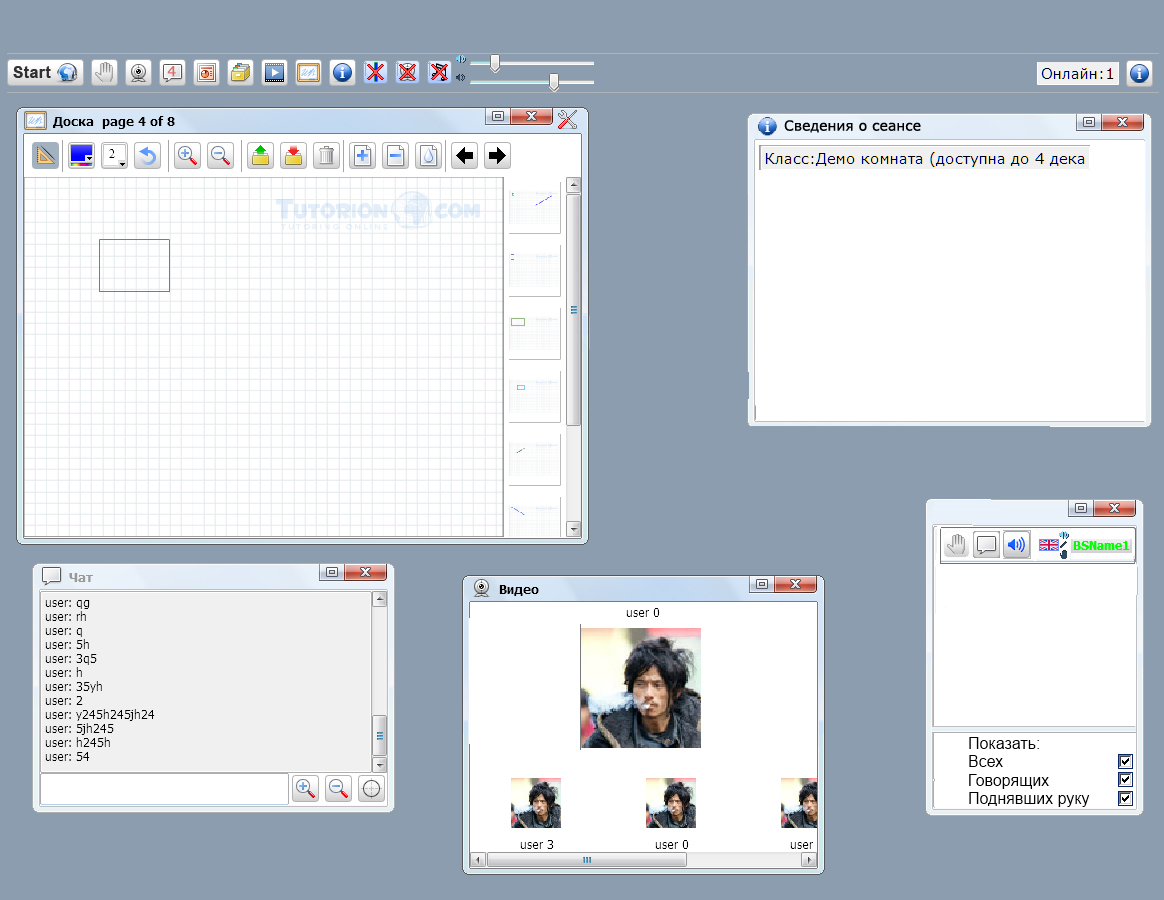 Start
4
Онлайн:1
Доска page 4 of 8
2
TUTORION.COM
TUTORING ONLINE
Сведения о сеансе
Класс:Демо комната (доступна до 4 дека
Чат
user: qg
user: rh
user: q
user: 5h
user: 3q5
user: h
user: 35yh
user: 2
user: y245h245jh24
user: 5jh245
user: h245h
user: 54
Видео
user 0
user 3
user 0
user
BSName1
Показать:
Всех
Говорящих
Поднявших руку